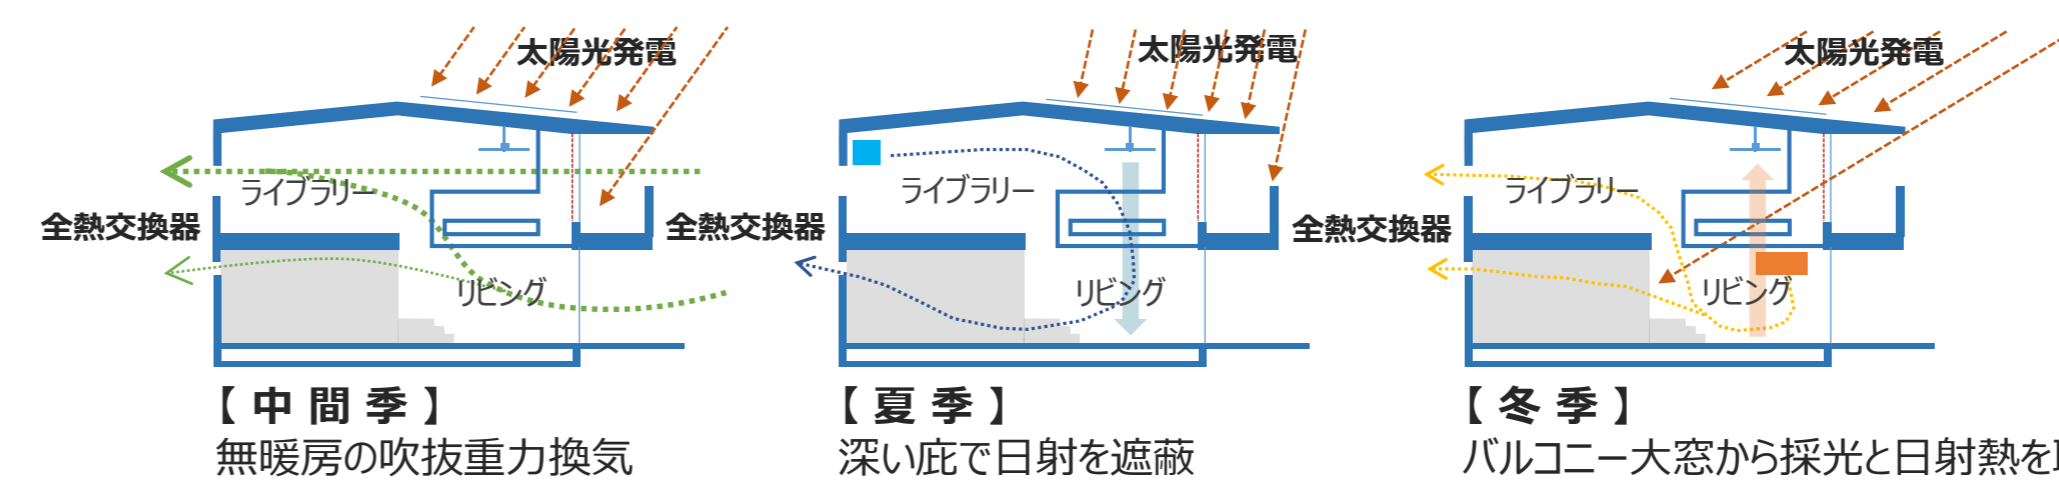 太陽光発電
ライブラリー
全熱交換器
リビング
【 中 間 季 】
無暖房の吹抜重力換気
太陽光発電
ライブラリー
全熱交換器
リビング
【 夏 季 】
深い庇で日射を遮蔽
太陽光発電
ライブラリー
全熱交換器
リビング
【 冬 季 】
バルコニー大窓から採光と日射熱を